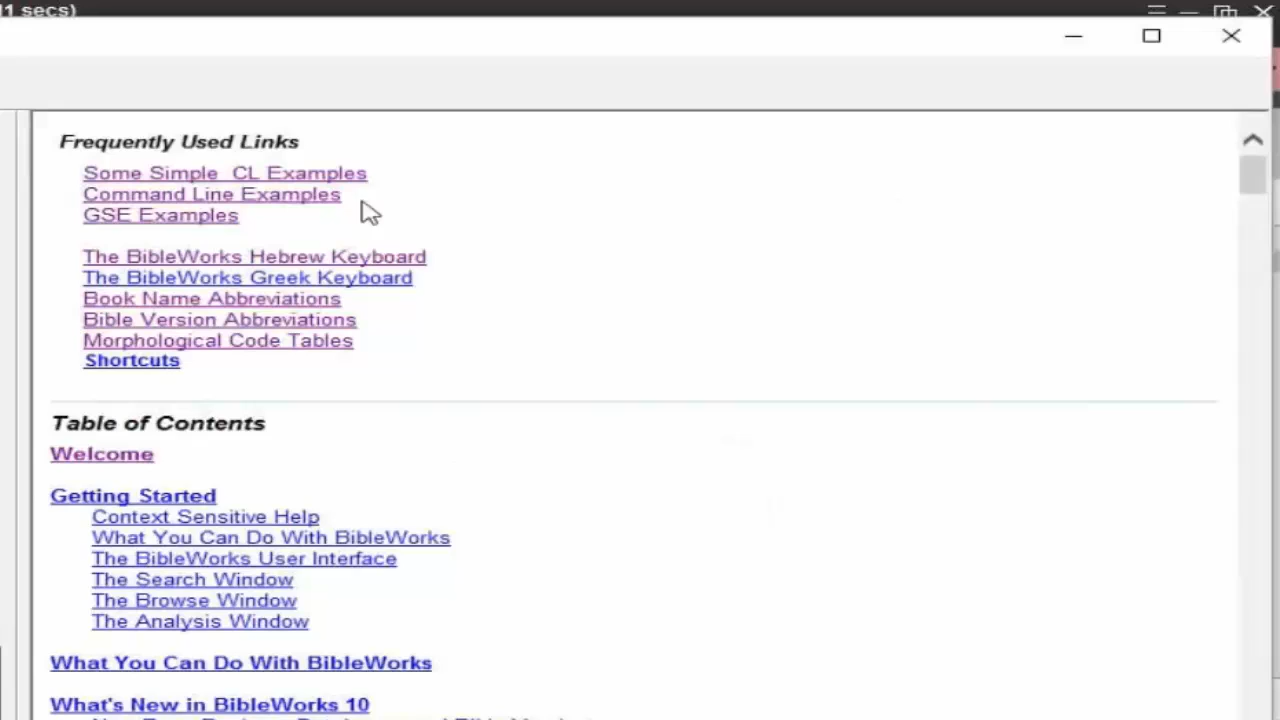 secs)
Frequently Used Links
Some Simple CL Examples
Command Line Examples
GSE Examples
The BibleWorks Hebrew Keyboard
The BibleWorks Greek Keyboard
Book Name Abbreviations
Bible Version Abbreviations
Morphological Code Tables
Shortcuts
Table of Contents
Welcome
Getting Started
Context Sensitive Help
What You Can Do With BibleWorks
The BibleWorks User Interface
The Search Window
The Browse Window
The Analysis Window
What You Can Do With BibleWorks
What's New in BibleWorks 10